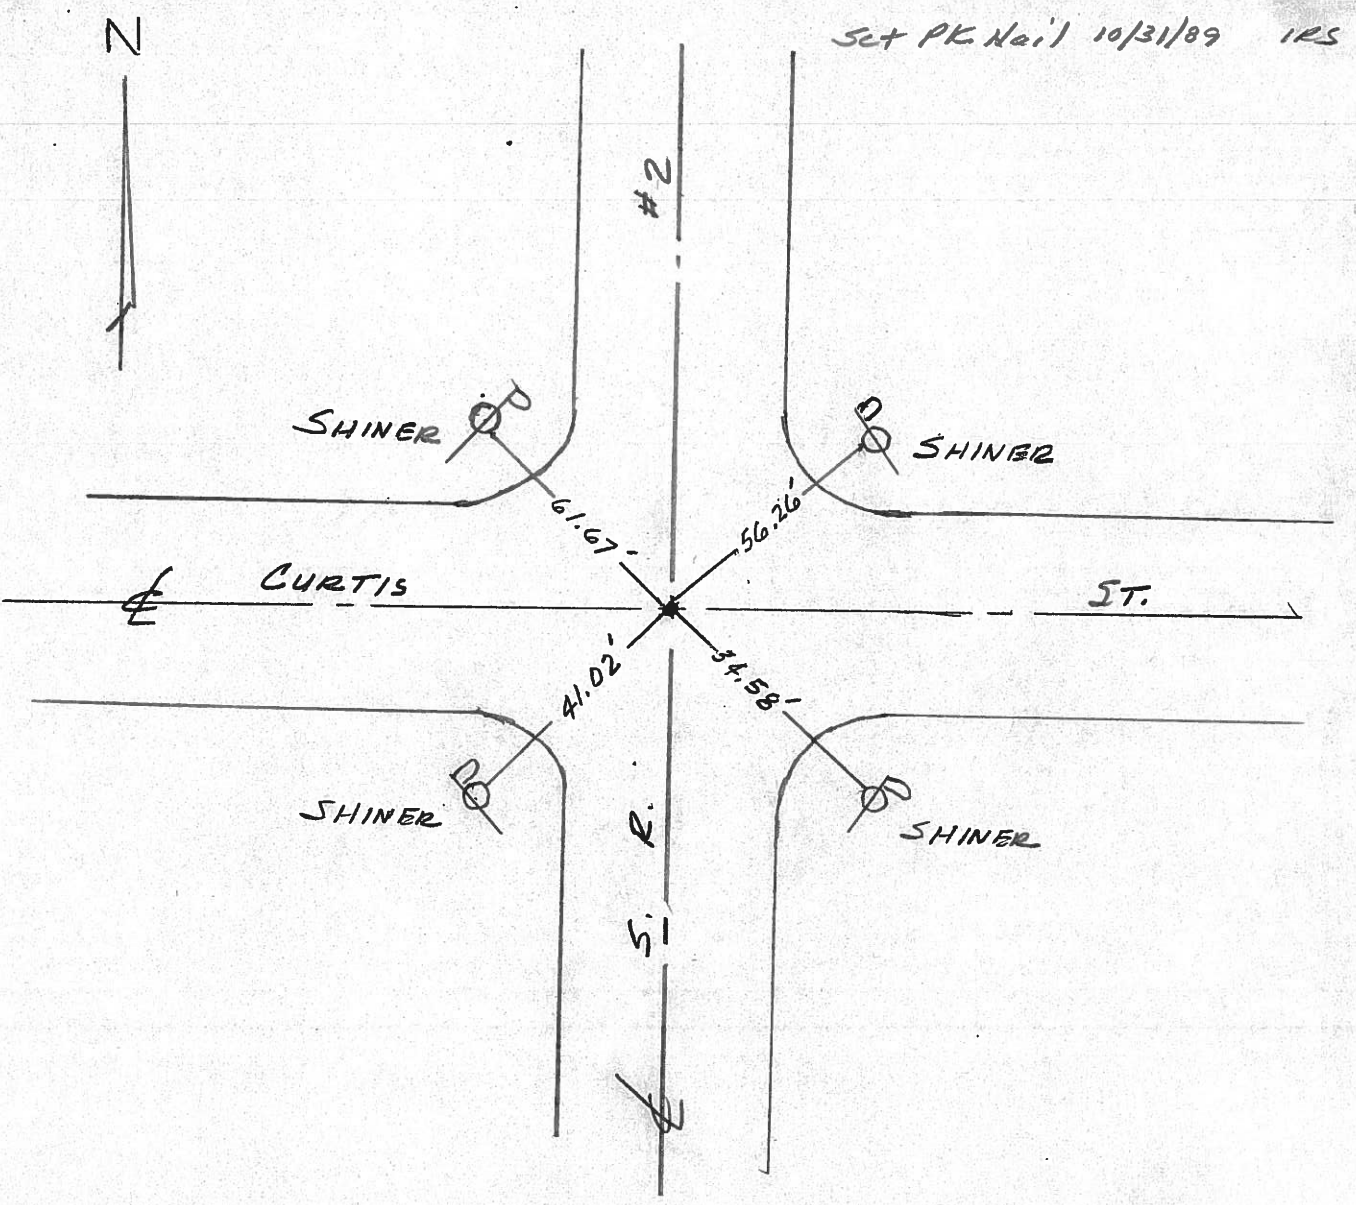 N
Set PK Nail 10/31/89 IRS
#2
SHINER
SHINER
61.67'
56.26'
℄ CURTIS ST.
41.02'
34.58'
SHINER
SHINER
S. R.
℄